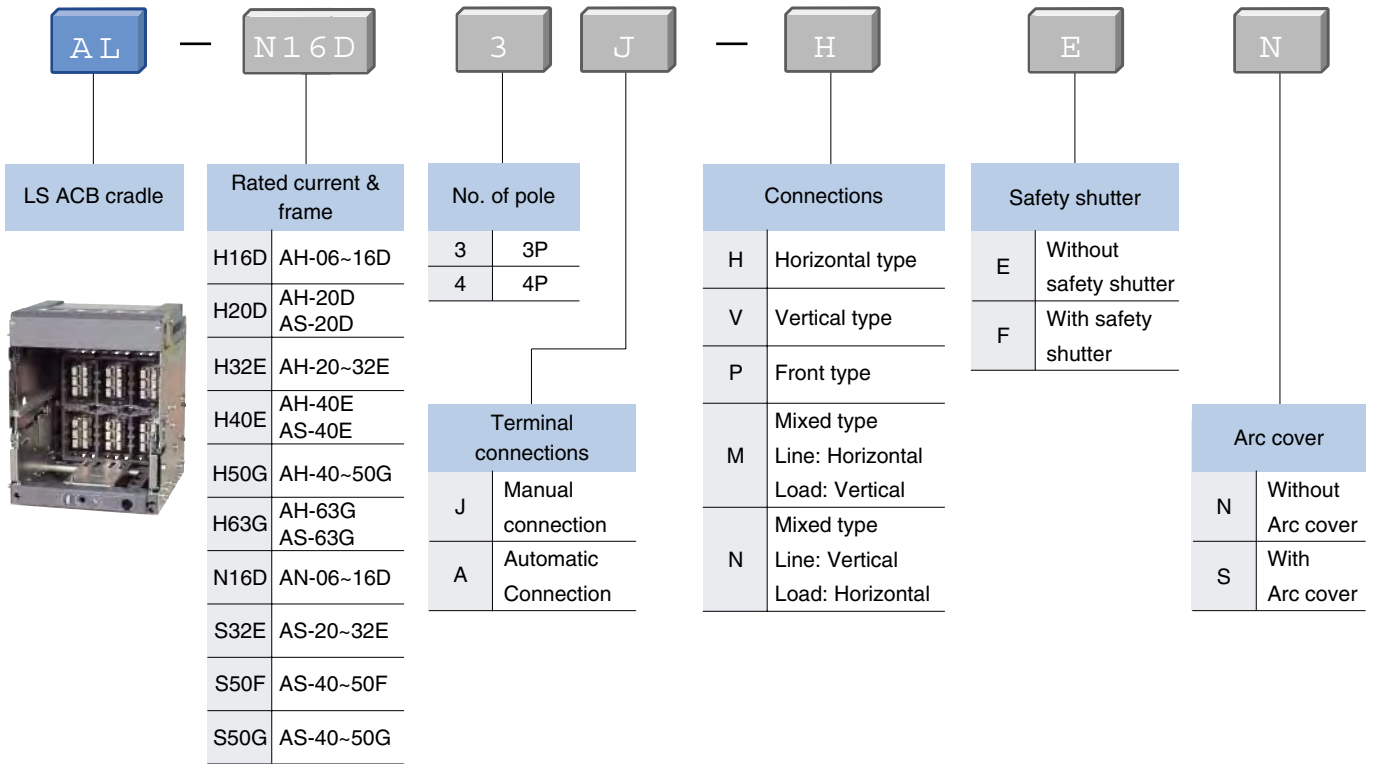 AL — N16D 3 J — H E N
LS ACB cradle
Rated current &
frame
H16D AH-06~16D
H20D AH-20D
AS-20D
H32E AH-20~32E
H40E AH-40E
AS-40E
H50G AH-40~50G
H63G AH-63G
AS-63G
N16D AN-06~16D
S32E AS-20~32E
S50F AS-40~50F
S50G AS-40~50G
No. of pole
3 3P
4 4P
Terminal
connections
J Manual
connection
A Automatic
Connection
Connections
H Horizontal type
V Vertical type
P Front type
M Mixed type
Line: Horizontal
Load: Vertical
N Mixed type
Line: Vertical
Load: Horizontal
Safety shutter
E Without
safety shutter
F With safety
shutter
Arc cover
N Without
Arc cover
S With
Arc cover